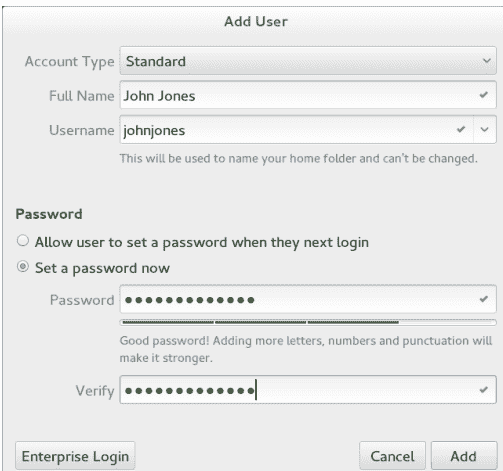 Add User
Account Type Standard
Full Name John Jones
Username johnjones
This will be used to name your home folder and can't be changed.
Password
Allow user to set a password when they next login
Set a password now
Password ●●●●●●●●●●●●●
Good password! Adding more letters, numbers and punctuation will
make it stronger.
Verify ●●●●●●●●●●●●●
Enterprise Login Cancel Add